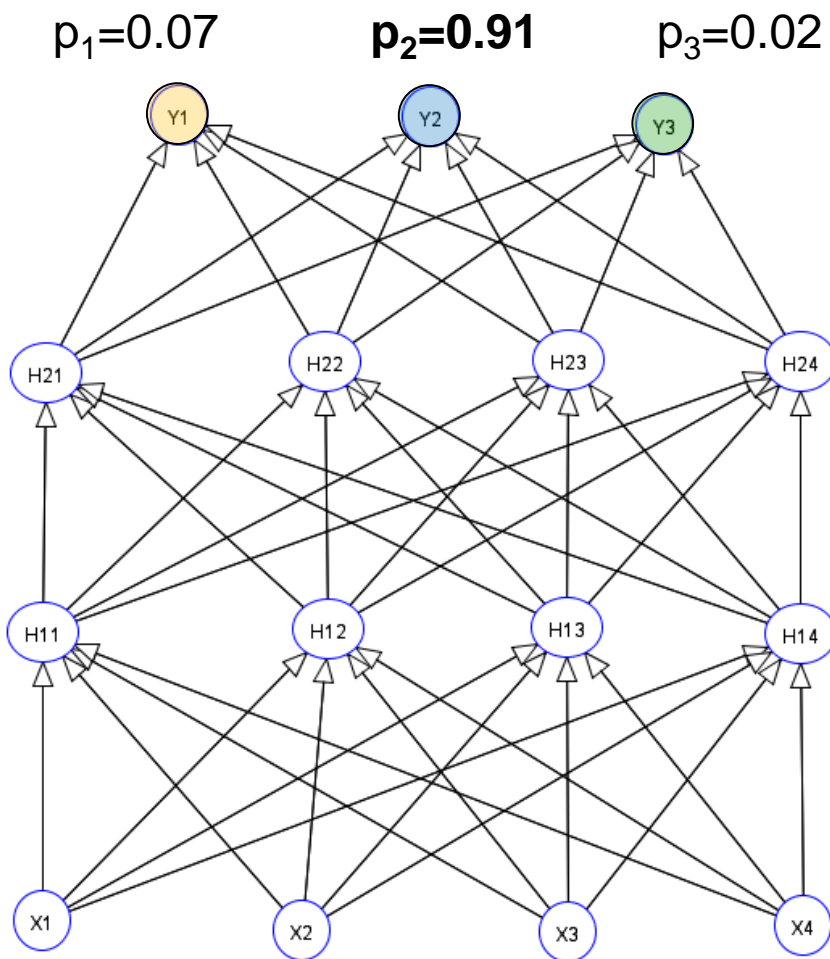 p₁=0.07 p₂=0.91 p₃=0.02
Y1 Y2 Y3
H21 H22 H23 H24
H11 H12 H13 H14
X1 X2 X3 X4